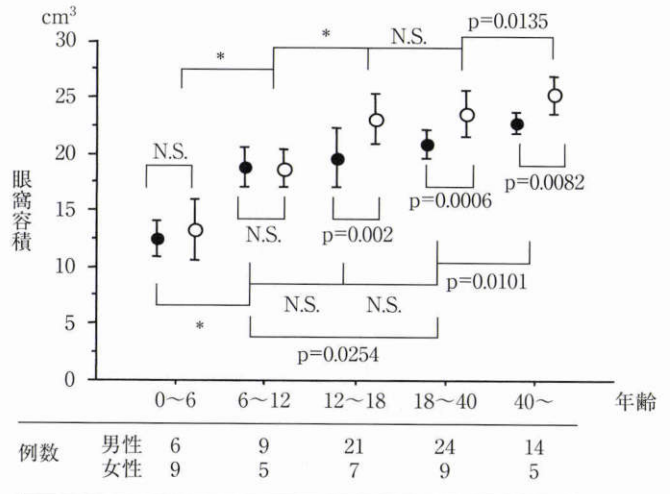 cm³
30
p=0.0135
* * N.S.
25
20
N.S.
p=0.0082
p=0.0006
15
N.S. p=0.002
10
p=0.0101
N.S. N.S.
5
*
p=0.0254
0
眼窩容積
0～6 6～12 12～18 18～40 40～ 年齢
例数 男性 6 9 21 24 14
女性 9 5 7 9 5